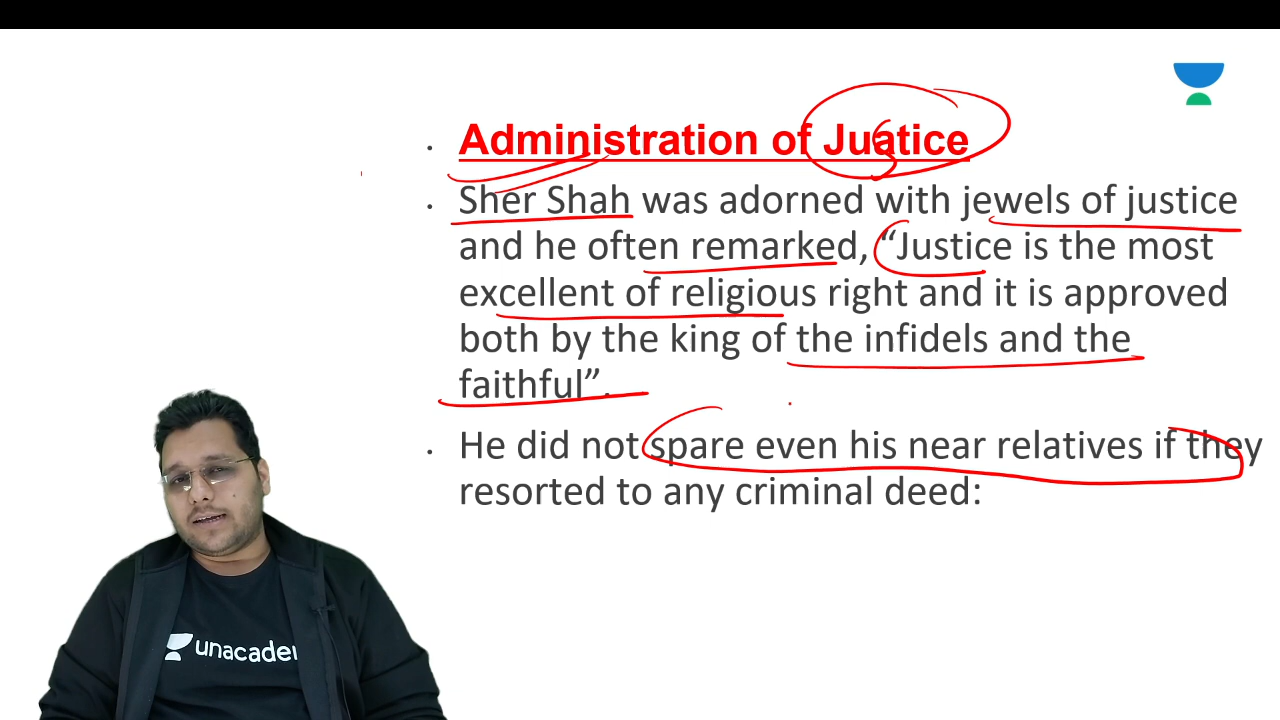 Administration of Juatice
Sher Shah was adorned with jewels of justice
and he often remarked, “Justice is the most
excellent of religious right and it is approved
both by the king of the infidels and the
faithful”.
He did not spare even his near relatives if they
resorted to any criminal deed:
unacade